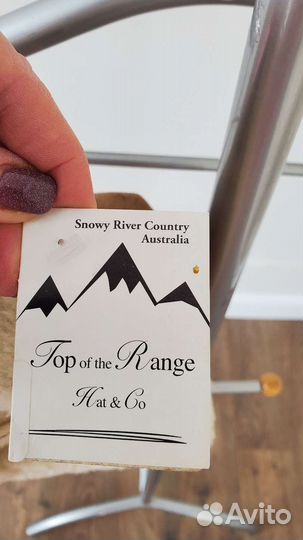 Snowy River Country
Australia
Top of the Range
Hat & Co
Avito